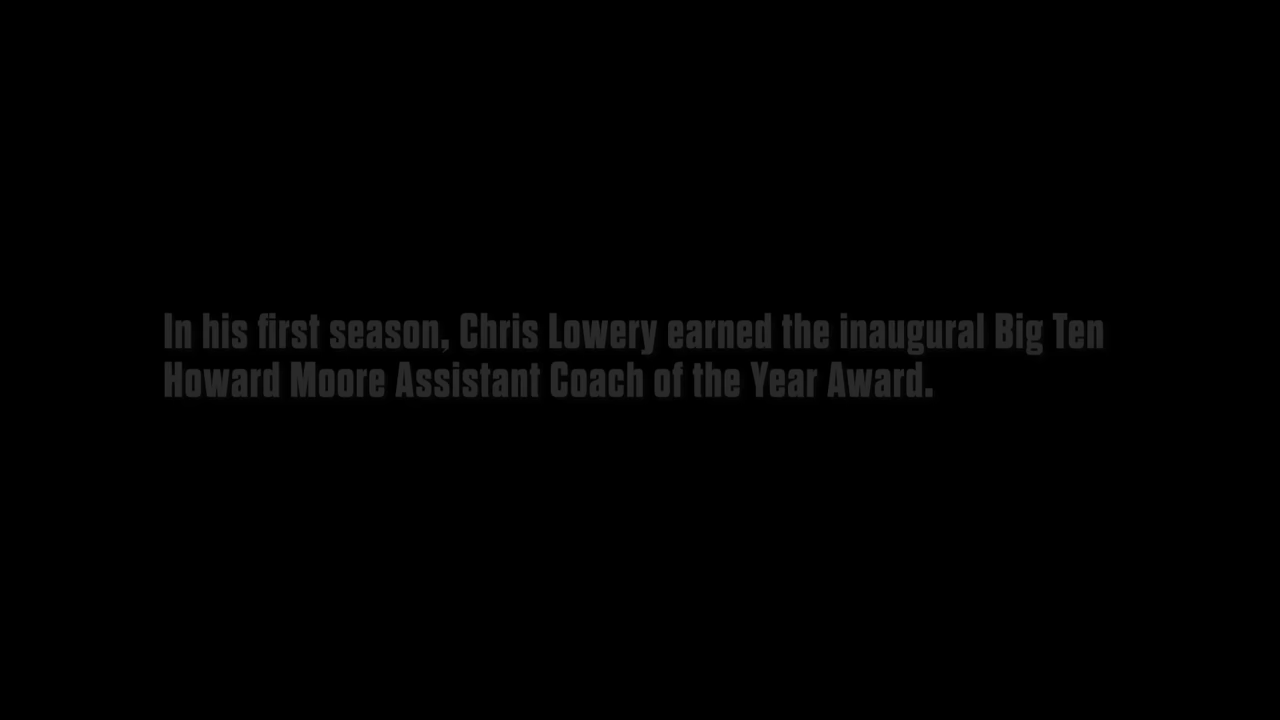 In his first season, Chris Lowery earned the inaugural Big Ten
Howard Moore Assistant Coach of the Year Award.